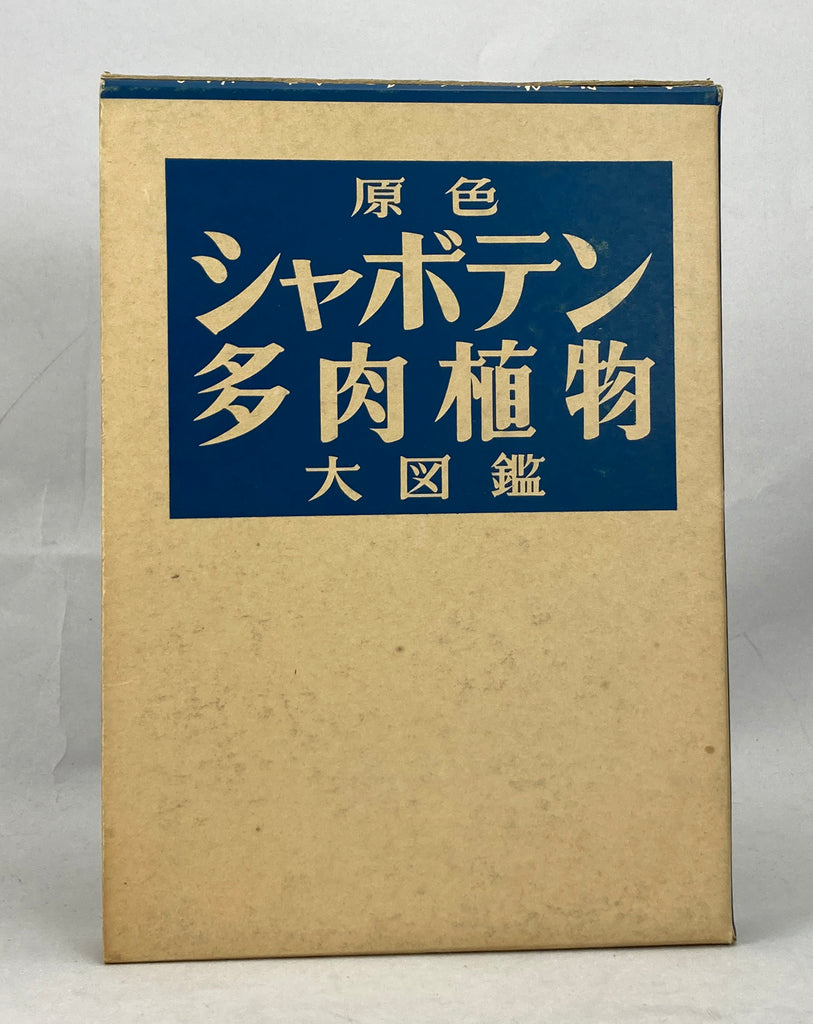 原色
シャボテン
多肉植物
大図鑑